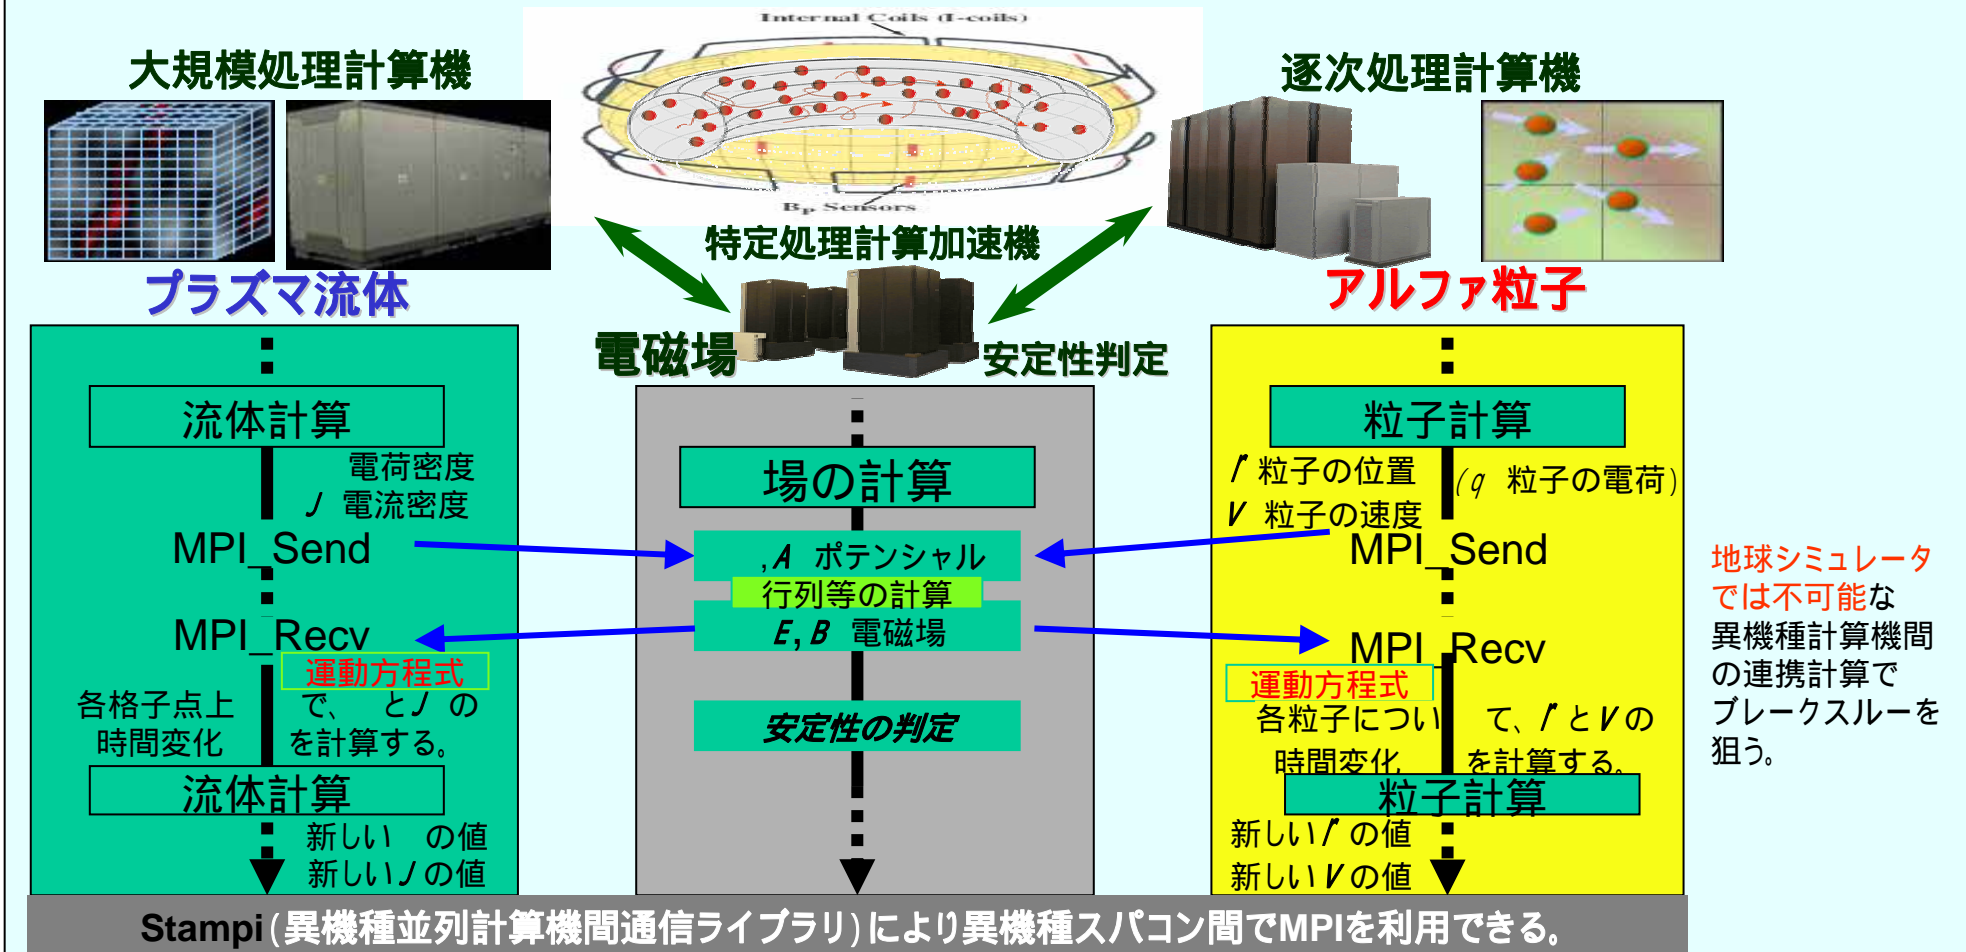 Internal Coils (I-coils)
大規模処理計算機
逐次処理計算機
Bp Sensors
特定処理計算加速機
プラズマ流体
アルファ粒子
電磁場
安定性判定
流体計算
電荷密度
J 電流密度
MPI_Send
MPI_Recv
運動方程式
各格子点上で、 とJ の
時間変化を計算する。
流体計算
新しい の値
新しいJの値
場の計算
,A ポテンシャル
行列等の計算
E,B 電磁場
安定性の判定
粒子計算
r 粒子の位置
(q 粒子の電荷)
V 粒子の速度
MPI_Send
MPI_Recv
運動方程式
各粒子について、rとVの
時間変化を計算する。
粒子計算
新しいrの値
新しいVの値
地球シミュレータ
では不可能な
異機種計算機間
の連携計算で
ブレークスルーを
狙う。
Stampi(異機種並列計算機間通信ライブラリ)により異機種スパコン間でMPIを利用できる。